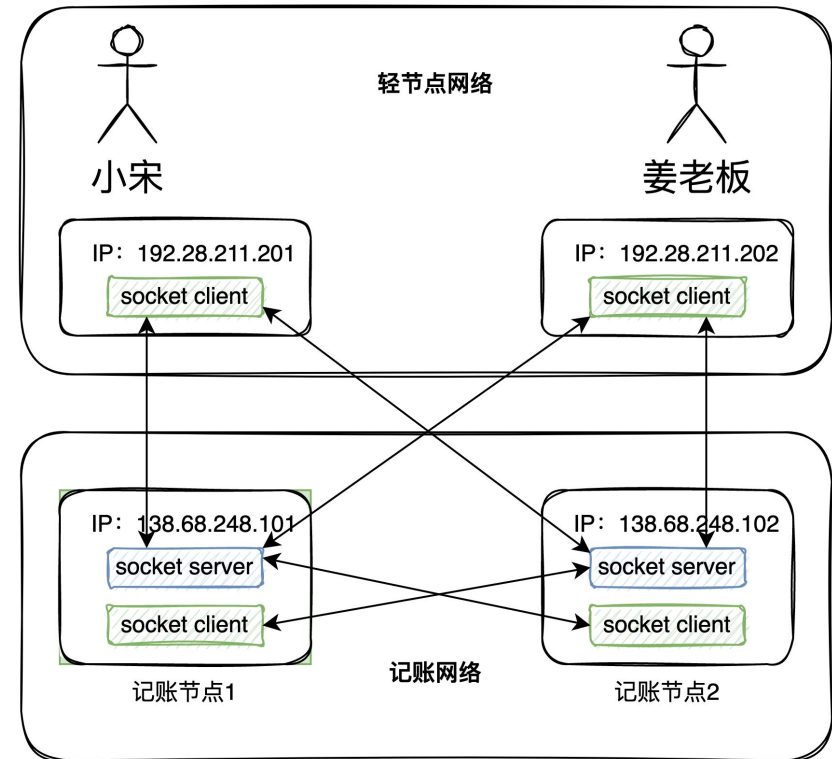 轻节点网络
小宋
姜老板
IP：192.28.211.201
IP：192.28.211.202
socket client
socket client
IP：138.68.248.101
IP：138.68.248.102
socket server
socket server
socket client
socket client
记账网络
记账节点1
记账节点2